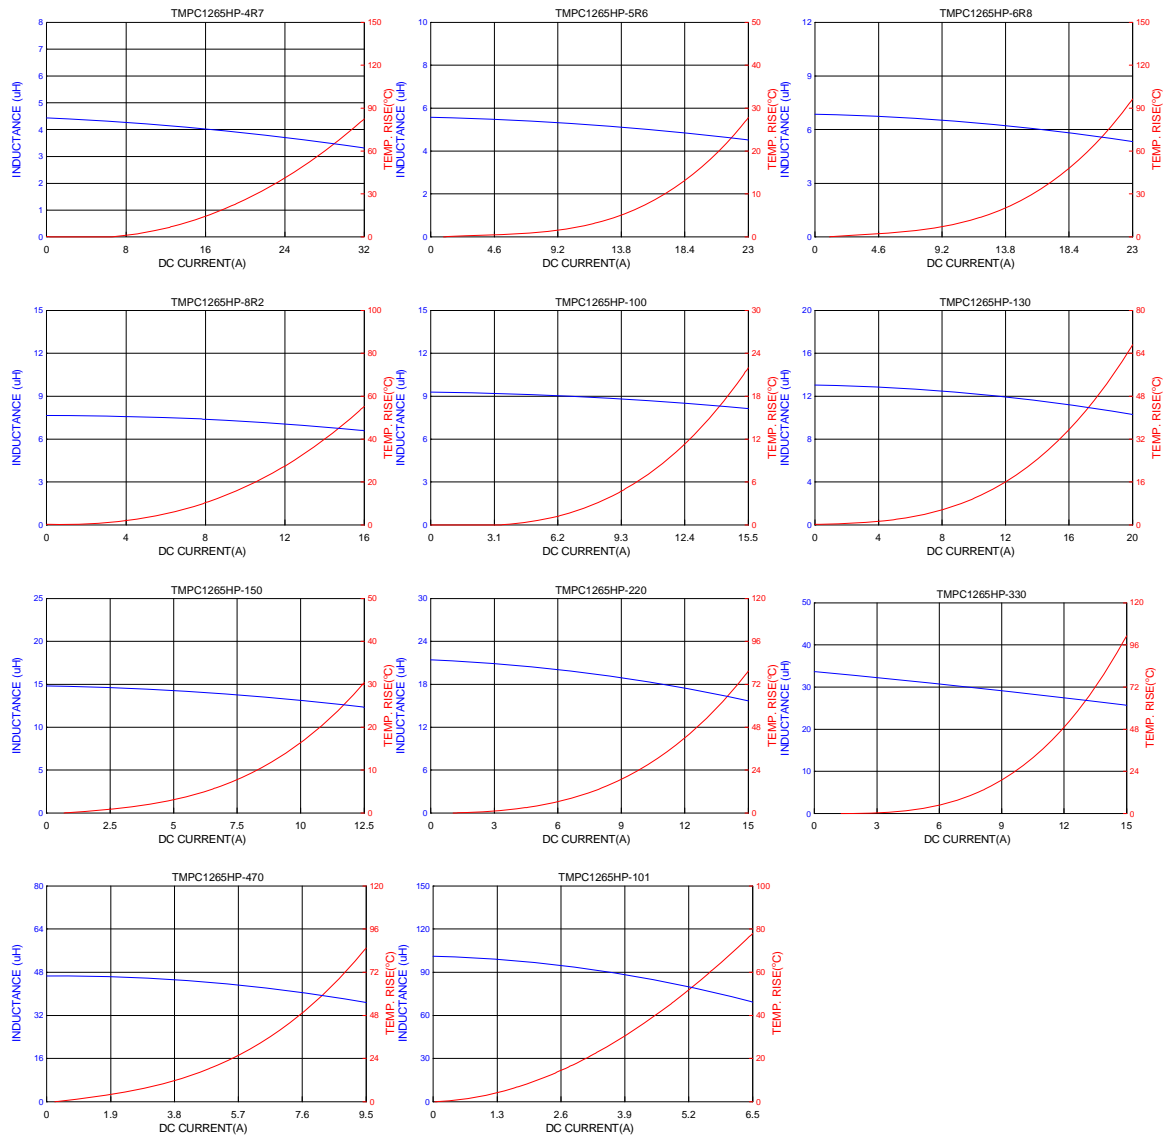 TMPC1265HP-4R7
INDUCTANCE (uH)
8
7
6
5
4
3
2
1
0
150
120
90
60
30
0
TEMP. RISE(°C)
0 8 16 24 32
DC CURRENT(A)
TMPC1265HP-5R6
INDUCTANCE (uH)
10
8
6
4
2
0
50
40
30
20
10
0
TEMP. RISE(°C)
0 4.6 9.2 13.8 18.4 23
DC CURRENT(A)
TMPC1265HP-6R8
INDUCTANCE (uH)
12
9
6
3
0
150
120
90
60
30
0
TEMP. RISE(°C)
0 4.6 9.2 13.8 18.4 23
DC CURRENT(A)
TMPC1265HP-8R2
INDUCTANCE (uH)
15
12
9
6
3
0
100
80
60
40
20
0
TEMP. RISE(°C)
0 4 8 12 16
DC CURRENT(A)
TMPC1265HP-100
INDUCTANCE (uH)
15
12
9
6
3
0
30
24
18
12
6
0
TEMP. RISE(°C)
0 3.1 6.2 9.3 12.4 15.5
DC CURRENT(A)
TMPC1265HP-130
INDUCTANCE (uH)
20
16
12
8
4
0
80
64
48
32
16
0
TEMP. RISE(°C)
0 4 8 12 16 20
DC CURRENT(A)
TMPC1265HP-150
INDUCTANCE (uH)
25
20
15
10
5
0
50
40
30
20
10
0
TEMP. RISE(°C)
0 2.5 5 7.5 10 12.5
DC CURRENT(A)
TMPC1265HP-220
INDUCTANCE (uH)
30
24
18
12
6
0
120
96
72
48
24
0
TEMP. RISE(°C)
0 3 6 9 12 15
DC CURRENT(A)
TMPC1265HP-330
INDUCTANCE (uH)
50
40
30
20
10
0
120
96
72
48
24
0
TEMP. RISE(°C)
0 3 6 9 12 15
DC CURRENT(A)
TMPC1265HP-470
INDUCTANCE (uH)
80
64
48
32
16
0
120
96
72
48
24
0
TEMP. RISE(°C)
0 1.9 3.8 5.7 7.6 9.5
DC CURRENT(A)
TMPC1265HP-101
INDUCTANCE (uH)
150
120
90
60
30
0
100
80
60
40
20
0
TEMP. RISE(°C)
0 1.3 2.6 3.9 5.2 6.5
DC CURRENT(A)